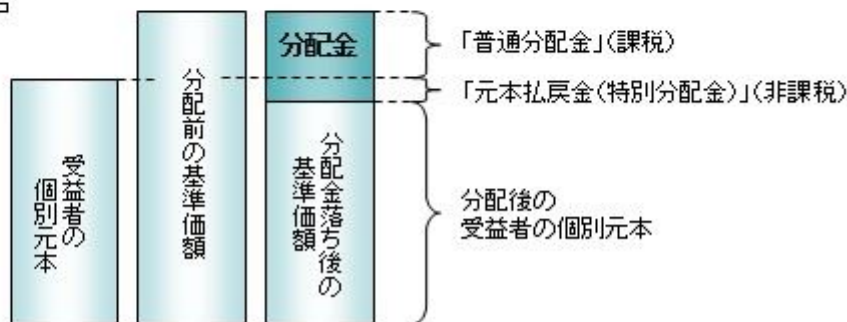 受益者の
個別元本
分配前の基準価額
分配金
分配金落ち後の
基準価額
「普通分配金」(課税)
「元本払戻金(特別分配金)」(非課税)
分配後の
受益者の個別元本